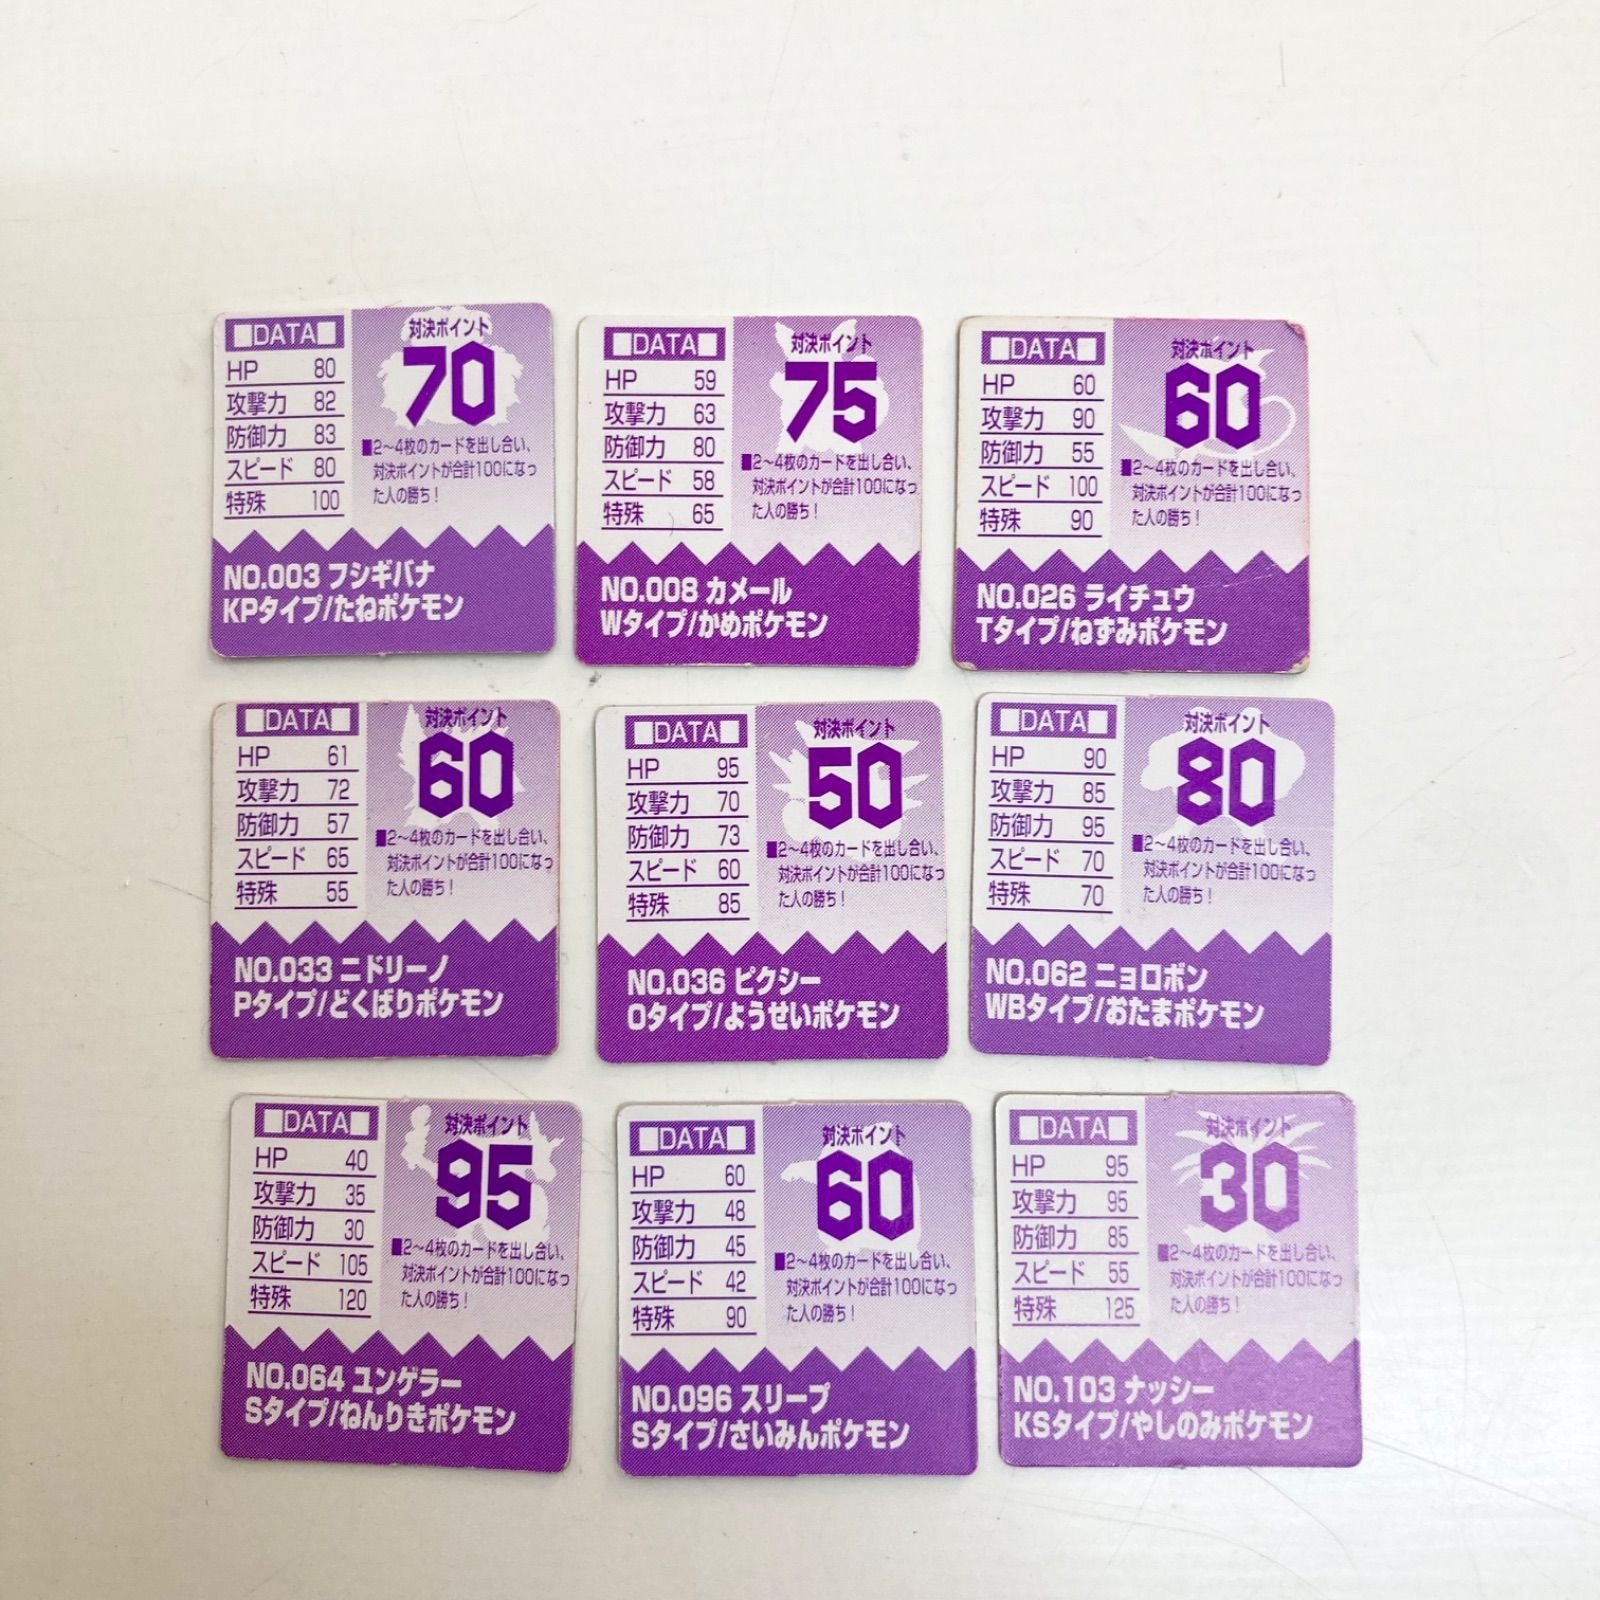 ■DATA■
HP 80
攻撃力 82
防御力 83
スピード 80
特殊 100
対決ポイント
70
■2〜4枚のカードを出し合い、
対決ポイントが合計100になっ
た人の勝ち!
NO.003 フシギバナ
KPタイプ/たねポケモン
■DATA■
HP 59
攻撃力 63
防御力 80
スピード 58
特殊 65
対決ポイント
75
■2〜4枚のカードを出し合い、
対決ポイントが合計100になっ
た人の勝ち!
NO.008 カメール
Wタイプ/かめポケモン
■DATA■
HP 60
攻撃力 90
防御力 55
スピード 100
特殊 90
対決ポイント
60
■2〜4枚のカードを出し合い、
対決ポイントが合計100になっ
た人の勝ち!
NO.026 ライチュウ
Tタイプ/ねずみポケモン
■DATA■
HP 61
攻撃力 72
防御力 57
スピード 65
特殊 55
対決ポイント
60
■2〜4枚のカードを出し合い、
対決ポイントが合計100になっ
た人の勝ち!
NO.033 ニドリーノ
Pタイプ/どくばりポケモン
■DATA■
HP 95
攻撃力 70
防御力 73
スピード 60
特殊 85
対決ポイント
50
■2〜4枚のカードを出し合い、
対決ポイントが合計100になっ
た人の勝ち!
NO.036 ピクシー
Oタイプ/ようせいポケモン
■DATA■
HP 90
攻撃力 85
防御力 95
スピード 70
特殊 70
対決ポイント
80
■2〜4枚のカードを出し合い、
対決ポイントが合計100になっ
た人の勝ち!
NO.062 ニョロボン
WBタイプ/おたまポケモン
■DATA■
HP 40
攻撃力 35
防御力 30
スピード 105
特殊 120
対決ポイント
95
■2〜4枚のカードを出し合い、
対決ポイントが合計100になっ
た人の勝ち!
NO.064 ユンゲラー
Sタイプ/ねんりきポケモン
■DATA■
HP 60
攻撃力 48
防御力 45
スピード 42
特殊 90
対決ポイント
60
■2〜4枚のカードを出し合い、
対決ポイントが合計100になっ
た人の勝ち!
NO.096 スリープ
Sタイプ/さいみんポケモン
■DATA■
HP 95
攻撃力 95
防御力 85
スピード 55
特殊 125
対決ポイント
30
■2〜4枚のカードを出し合い、
対決ポイントが合計100になっ
た人の勝ち!
NO.103 ナッシー
KSタイプ/やしのみポケモン